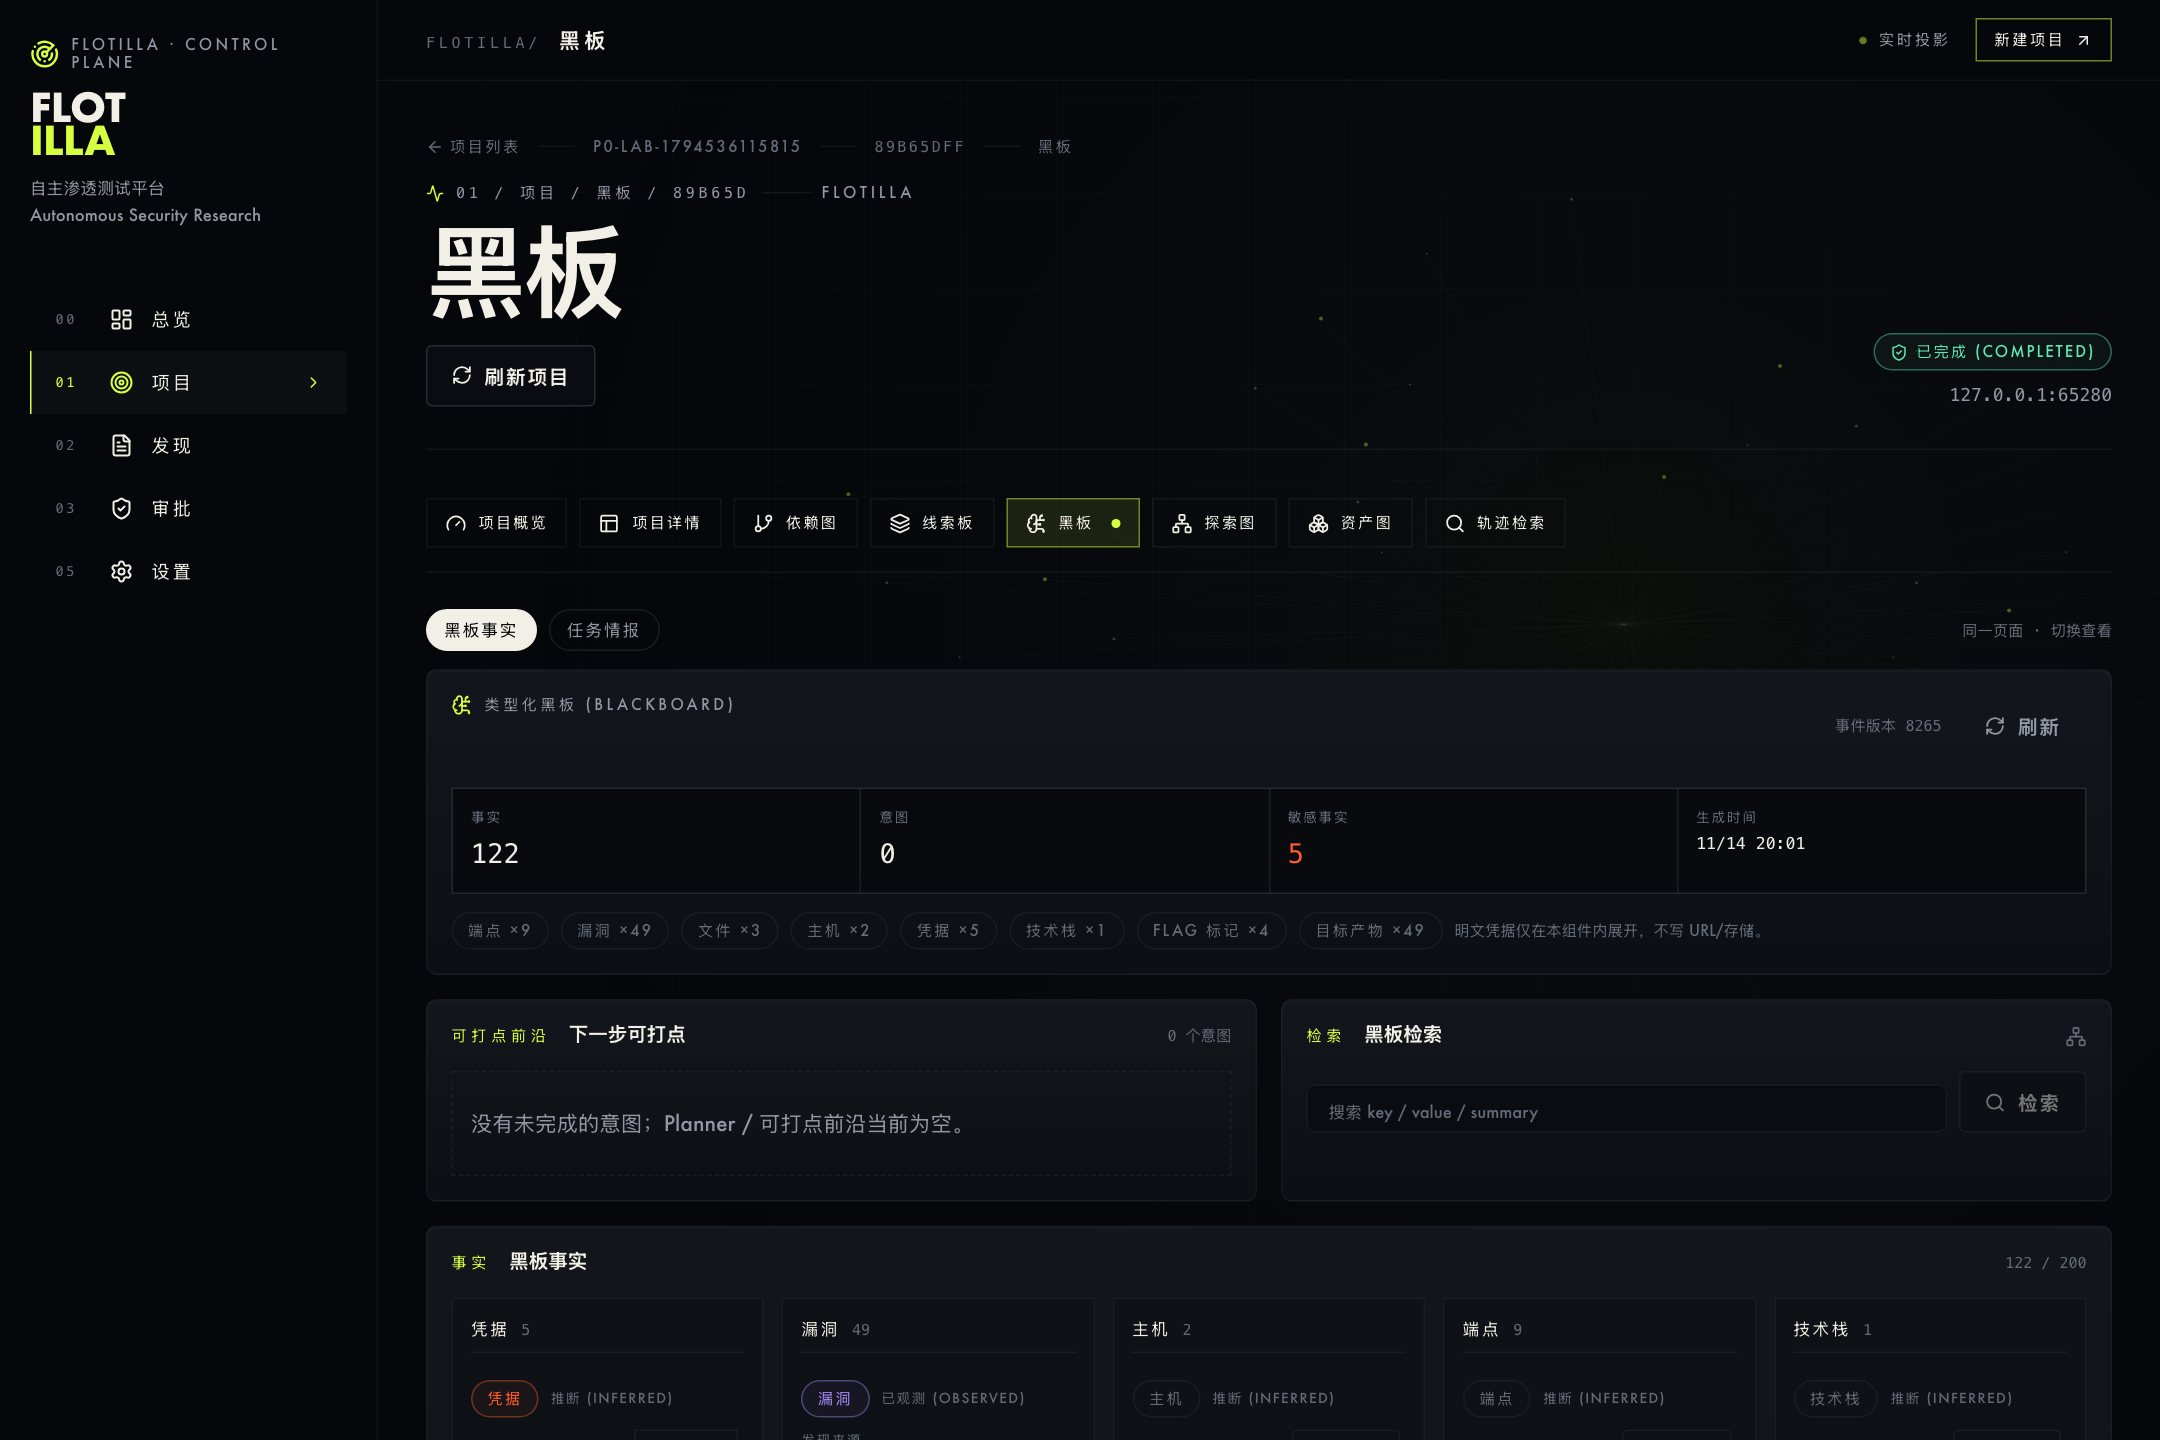 FLOTILLA · CONTROL PLANE
FLOT
ILLA
自主渗透测试平台
Autonomous Security Research
00 总览
01 项目
02 发现
03 审批
05 设置
FLOTILLA/ 黑板
实时投影
新建项目
项目列表 P0-LAB-1794536115815 89B65DFF 黑板
01 / 项目 / 黑板 / 89B65D FLOTILLA
黑板
刷新项目
已完成 (COMPLETED)
127.0.0.1:65280
项目概览 项目详情 依赖图 线索板 黑板 探索图 资产图 轨迹检索
黑板事实 任务情报
同一页面 · 切换查看
类型化黑板 (BLACKBOARD)
事件版本 8265 刷新
事实
122
意图
0
敏感事实
5
生成时间
11/14 20:01
端点 ×9 漏洞 ×49 文件 ×3 主机 ×2 凭据 ×5 技术栈 ×1 FLAG 标记 ×4 目标产物 ×49 明文凭据仅在本组件内展开，不写 URL/存储。
可打点前沿 下一步可打点 0 个意图
没有未完成的意图；Planner / 可打点前沿当前为空。
检索 黑板检索
搜索 key / value / summary
检索
事实 黑板事实 122 / 200
凭据 5
凭据 推断 (INFERRED)
漏洞 49
漏洞 已观测 (OBSERVED)
发现来源
主机 2
主机 推断 (INFERRED)
端点 9
端点 推断 (INFERRED)
技术栈 1
技术栈 推断 (INFERRED)